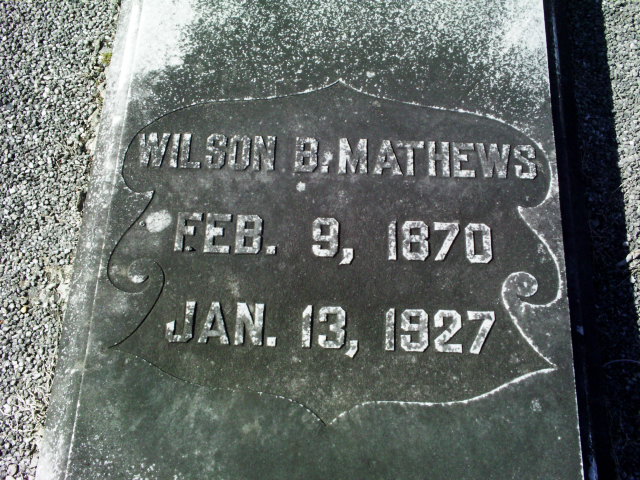 WILSON B. MATHEWS
FEB. 9, 1870
JAN. 13, 1927